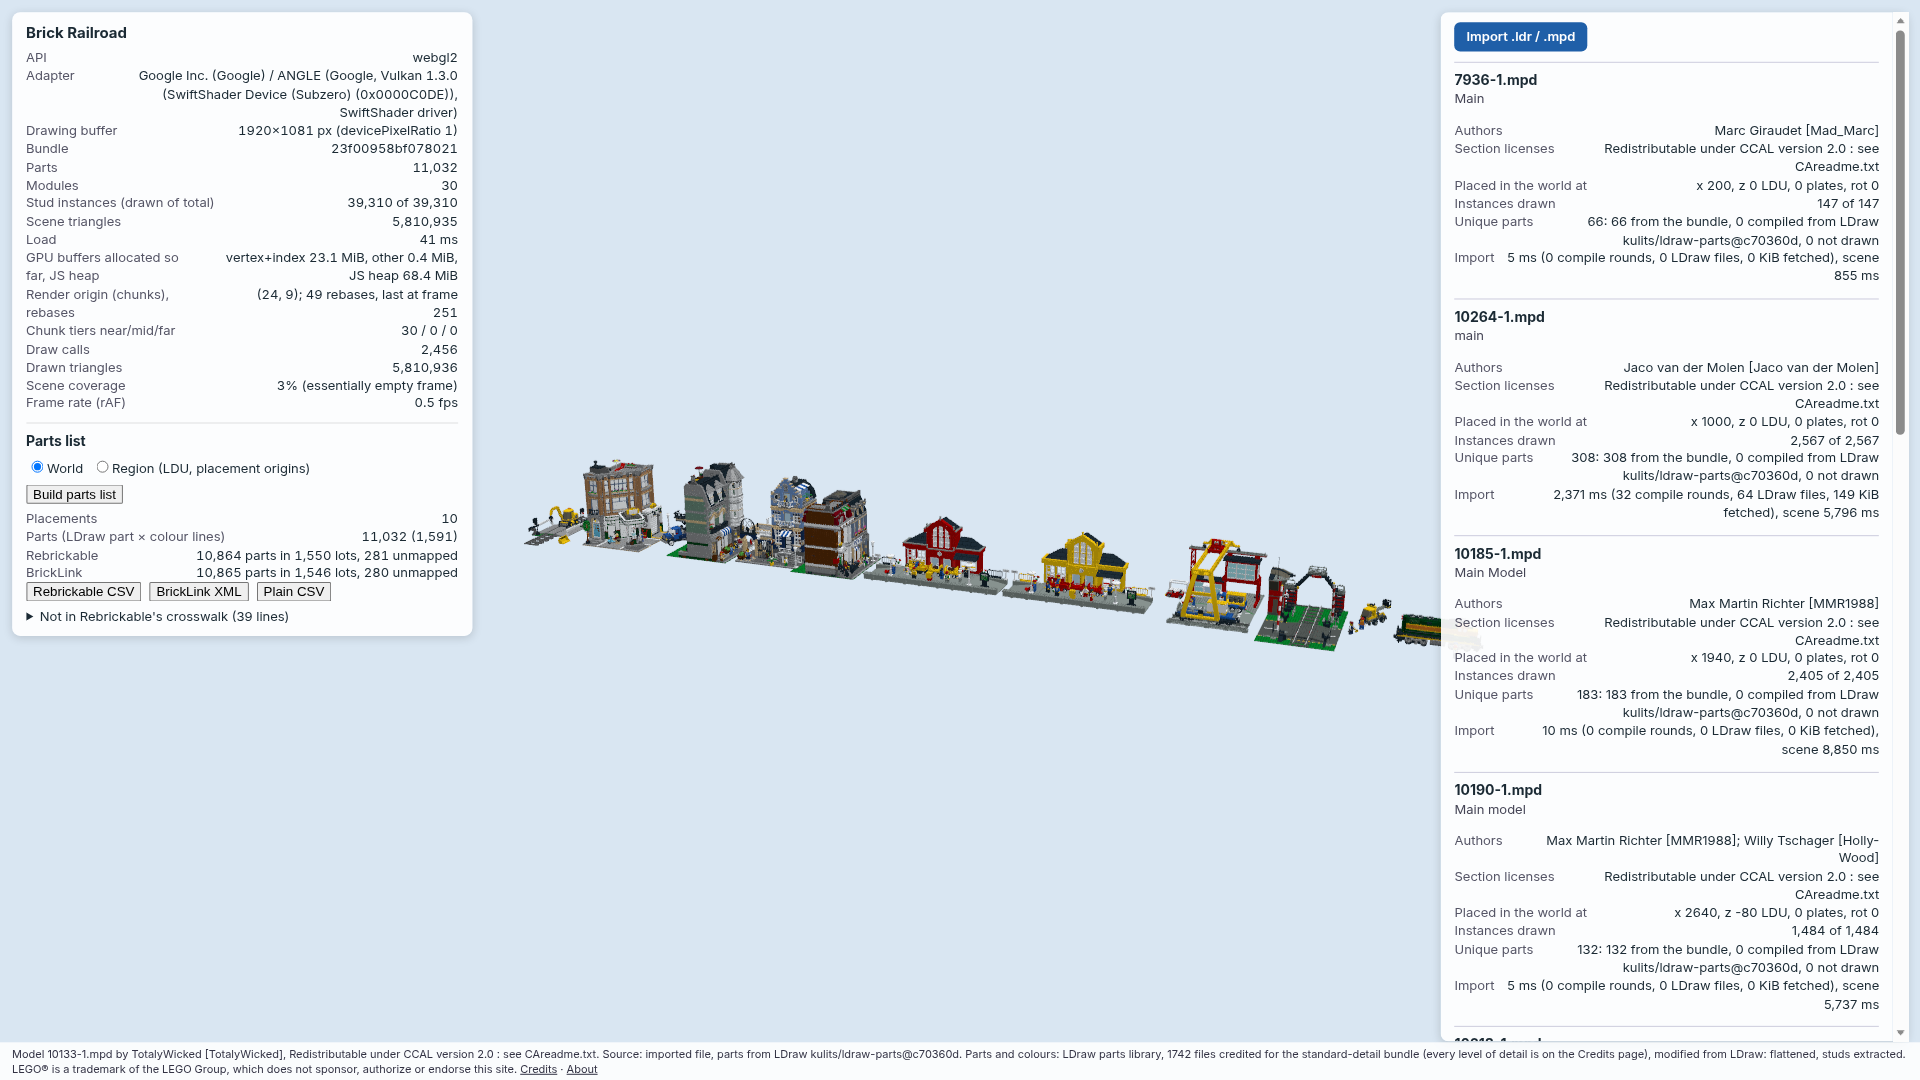 Brick Railroad
API webgl2
Adapter Google Inc. (Google) / ANGLE (Google, Vulkan 1.3.0
(SwiftShader Device (Subzero) (0x0000C0DE)),
SwiftShader driver)
Drawing buffer 1920×1081 px (devicePixelRatio 1)
Bundle 23f00958bf078021
Parts 11,032
Modules 30
Stud instances (drawn of total) 39,310 of 39,310
Scene triangles 5,810,935
Load 41 ms
GPU buffers allocated so vertex+index 23.1 MiB, other 0.4 MiB,
far, JS heap JS heap 68.4 MiB
Render origin (chunks), (24, 9); 49 rebases, last at frame
rebases 251
Chunk tiers near/mid/far 30 / 0 / 0
Draw calls 2,456
Drawn triangles 5,810,936
Scene coverage 3% (essentially empty frame)
Frame rate (rAF) 0.5 fps
Parts list
World Region (LDU, placement origins)
Build parts list
Placements 10
Parts (LDraw part × colour lines) 11,032 (1,591)
Rebrickable 10,864 parts in 1,550 lots, 281 unmapped
BrickLink 10,865 parts in 1,546 lots, 280 unmapped
Rebrickable CSV BrickLink XML Plain CSV
▶ Not in Rebrickable's crosswalk (39 lines)
Import .ldr / .mpd
7936-1.mpd
Main
Authors Marc Giraudet [Mad_Marc]
Section licenses Redistributable under CCAL version 2.0 : see
CAreadme.txt
Placed in the world at x 200, z 0 LDU, 0 plates, rot 0
Instances drawn 147 of 147
Unique parts 66: 66 from the bundle, 0 compiled from LDraw
kulits/ldraw-parts@c70360d, 0 not drawn
Import 5 ms (0 compile rounds, 0 LDraw files, 0 KiB fetched), scene
855 ms
10264-1.mpd
main
Authors Jaco van der Molen [Jaco van der Molen]
Section licenses Redistributable under CCAL version 2.0 : see
CAreadme.txt
Placed in the world at x 1000, z 0 LDU, 0 plates, rot 0
Instances drawn 2,567 of 2,567
Unique parts 308: 308 from the bundle, 0 compiled from LDraw
kulits/ldraw-parts@c70360d, 0 not drawn
Import 2,371 ms (32 compile rounds, 64 LDraw files, 149 KiB
fetched), scene 5,796 ms
10185-1.mpd
Main Model
Authors Max Martin Richter [MMR1988]
Section licenses Redistributable under CCAL version 2.0 : see
CAreadme.txt
Placed in the world at x 1940, z 0 LDU, 0 plates, rot 0
Instances drawn 2,405 of 2,405
Unique parts 183: 183 from the bundle, 0 compiled from LDraw
kulits/ldraw-parts@c70360d, 0 not drawn
Import 10 ms (0 compile rounds, 0 LDraw files, 0 KiB fetched),
scene 8,850 ms
10190-1.mpd
Main model
Authors Max Martin Richter [MMR1988]; Willy Tschager [Holly-
Wood]
Section licenses Redistributable under CCAL version 2.0 : see
CAreadme.txt
Placed in the world at x 2640, z -80 LDU, 0 plates, rot 0
Instances drawn 1,484 of 1,484
Unique parts 132: 132 from the bundle, 0 compiled from LDraw
kulits/ldraw-parts@c70360d, 0 not drawn
Import 5 ms (0 compile rounds, 0 LDraw files, 0 KiB fetched), scene
5,737 ms
Model 10133-1.mpd by TotalyWicked [TotalyWicked], Redistributable under CCAL version 2.0 : see CAreadme.txt. Source: imported file, parts from LDraw kulits/ldraw-parts@c70360d. Parts and colours: LDraw parts library, 1742 files credited for the standard-detail bundle (every level of detail is on the Credits page), modified from LDraw: flattened, studs extracted.
LEGO® is a trademark of the LEGO Group, which does not sponsor, authorize or endorse this site. Credits · About